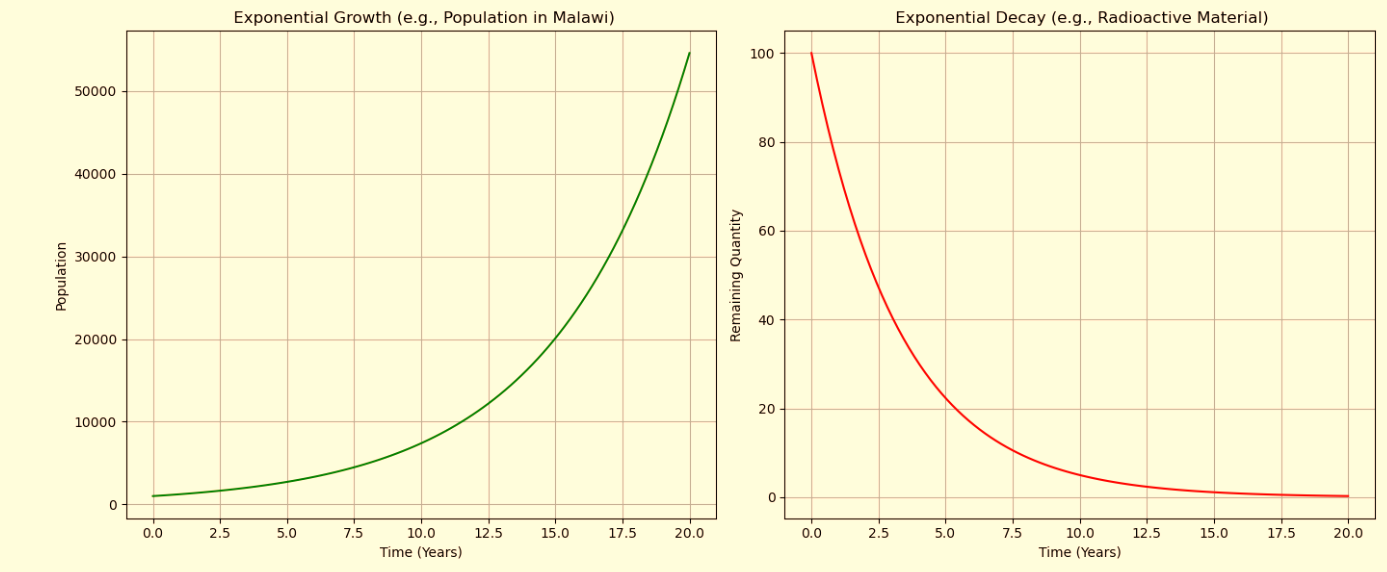 Exponential Growth (e.g., Population in Malawi)
50000
40000
30000
20000
10000
0
Population
0.0 2.5 5.0 7.5 10.0 12.5 15.0 17.5 20.0
Time (Years)
Exponential Decay (e.g., Radioactive Material)
100
80
60
40
20
0
Remaining Quantity
0.0 2.5 5.0 7.5 10.0 12.5 15.0 17.5 20.0
Time (Years)